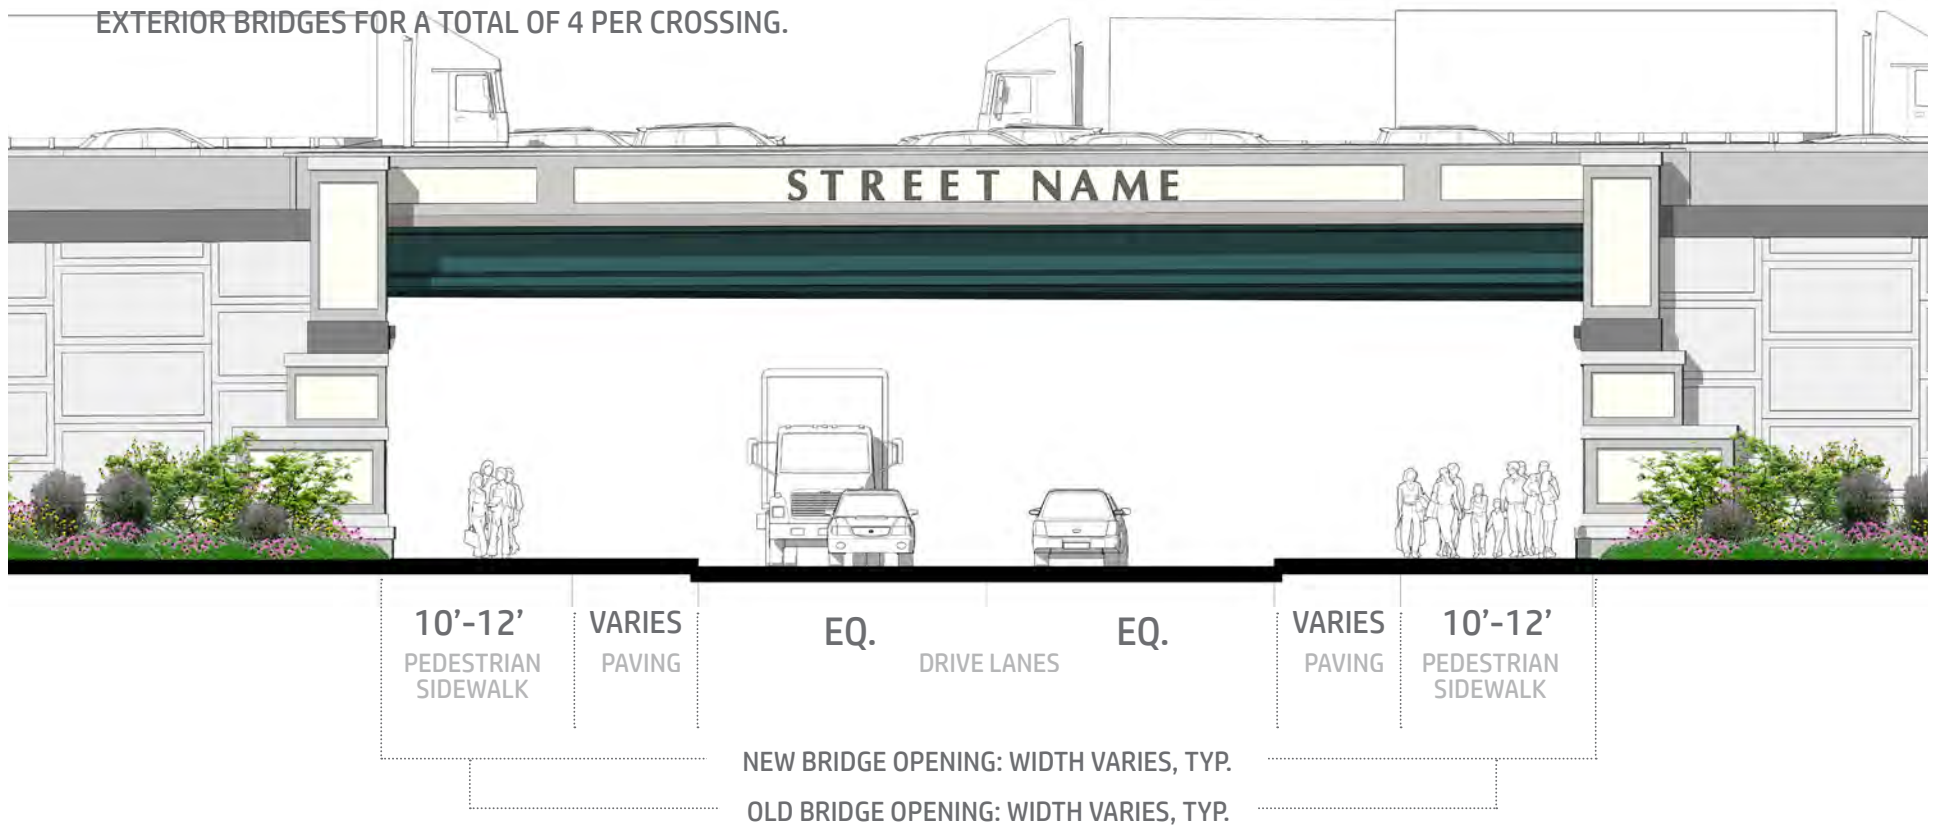 EXTERIOR BRIDGES FOR A TOTAL OF 4 PER CROSSING.
STREET NAME
10’-12’
PEDESTRIAN
SIDEWALK
VARIES
PAVING
EQ.
DRIVE LANES
EQ.
VARIES
PAVING
10’-12’
PEDESTRIAN
SIDEWALK
NEW BRIDGE OPENING: WIDTH VARIES, TYP.
OLD BRIDGE OPENING: WIDTH VARIES, TYP.